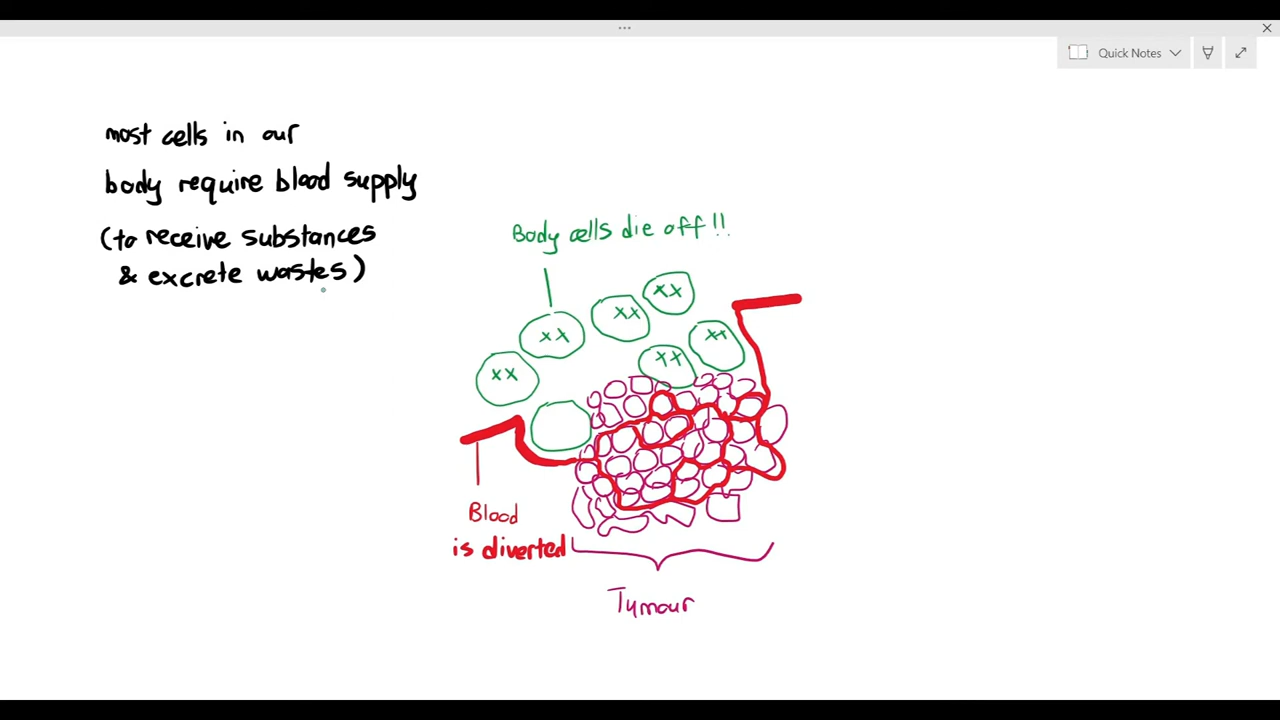 Quick Notes
most cells in our
body require blood supply
(to receive substances
& excrete wastes)
Body cells die off!!
xx
xx
xx
xx
xx
xx
Blood
is diverted
Tymour